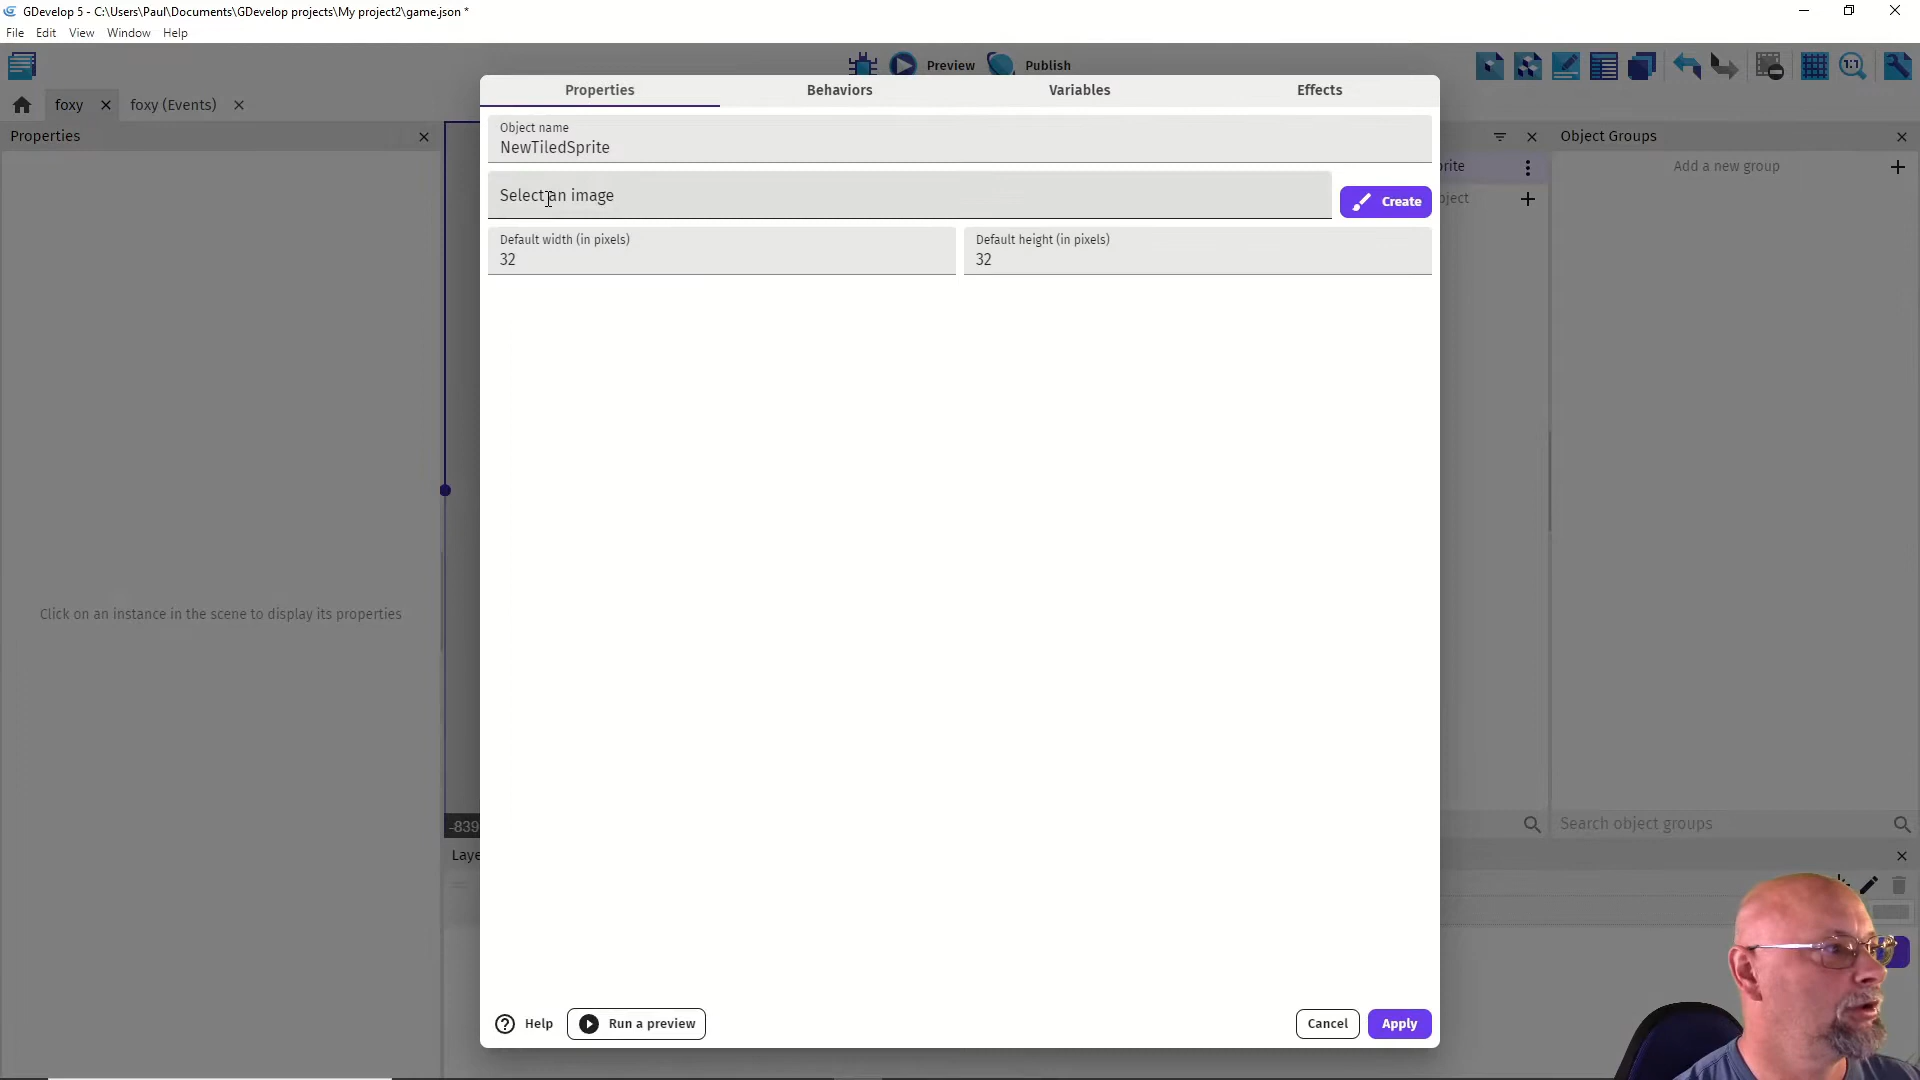 GDevelop 5 - C:\Users\Paul\Documents\GDevelop projects\My project2\game.json *
File Edit View Window Help
Preview Publish
1:1
foxy foxy (Events)
Properties
Properties Behaviors Variables Effects
Object name
NewTiledSprite
Select an image
Create
Default width (in pixels)
32
Default height (in pixels)
32
Object Groups
Add a new group
Click on an instance in the scene to display its properties
-839
Search object groups
Help Run a preview
Cancel Apply